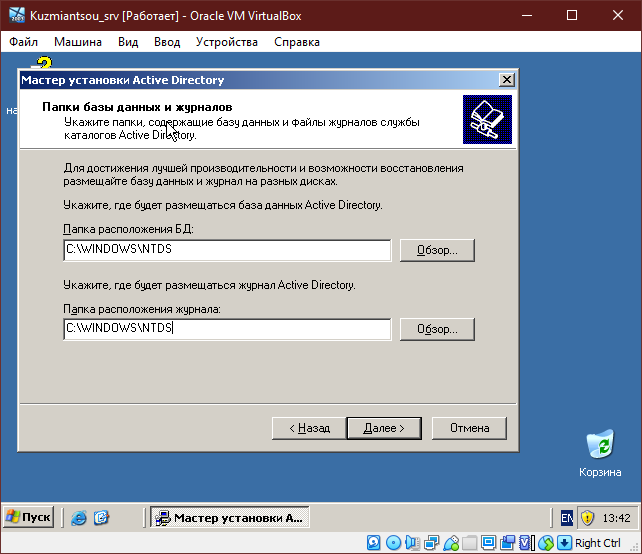 Kuzmiantsou_srv [Работает] - Oracle VM VirtualBox
Файл Машина Вид Ввод Устройства Справка
Мастер установки Active Directory
Папки базы данных и журналов
Укажите папки, содержащие базу данных и файлы журналов службы
каталогов Active Directory.
Для достижения лучшей производительности и возможности восстановления
размещайте базу данных и журнал на разных дисках.
Укажите, где будет размещаться база данных Active Directory.
Папка расположения БД:
C:\WINDOWS\NTDS
Обзор...
Укажите, где будет размещаться журнал Active Directory.
Папка расположения журнала:
C:\WINDOWS\NTDS
Обзор...
< Назад Далее > Отмена
Корзина
Пуск Мастер установки A... EN 13:42
Right Ctrl